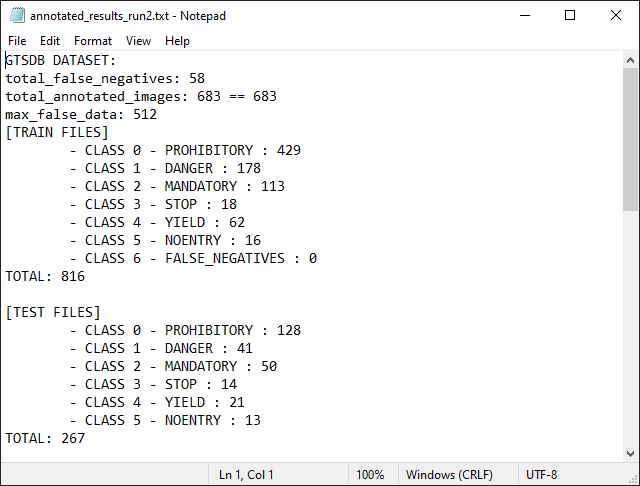 annotated_results_run2.txt - Notepad
File Edit Format View Help
GTSDB DATASET:
total_false_negatives: 58
total_annotated_images: 683 == 683
max_false_data: 512
[TRAIN FILES]
- CLASS 0 - PROHIBITORY : 429
- CLASS 1 - DANGER : 178
- CLASS 2 - MANDATORY : 113
- CLASS 3 - STOP : 18
- CLASS 4 - YIELD : 62
- CLASS 5 - NOENTRY : 16
- CLASS 6 - FALSE_NEGATIVES : 0
TOTAL: 816
[TEST FILES]
- CLASS 0 - PROHIBITORY : 128
- CLASS 1 - DANGER : 41
- CLASS 2 - MANDATORY : 50
- CLASS 3 - STOP : 14
- CLASS 4 - YIELD : 21
- CLASS 5 - NOENTRY : 13
TOTAL: 267
Ln 1, Col 1 100% Windows (CRLF) UTF-8